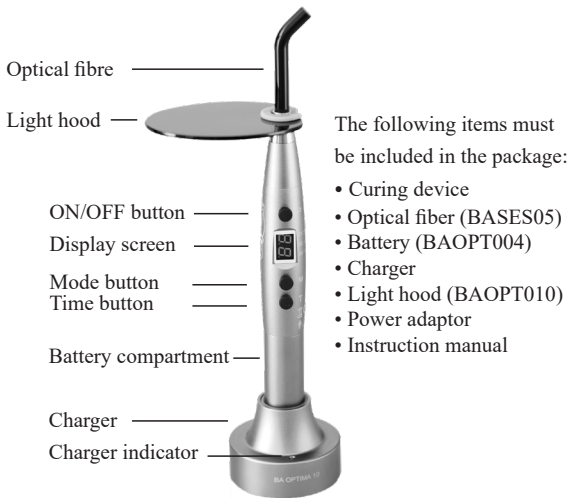 Optical fibre
Light hood
ON/OFF button
Display screen
Mode button
Time button
Battery compartment
Charger
Charger indicator
88
BA OPTIMA 10
The following items must
be included in the package:
• Curing device
• Optical fiber (BASES05)
• Battery (BAOPT004)
• Charger
• Light hood (BAOPT010)
• Power adaptor
• Instruction manual